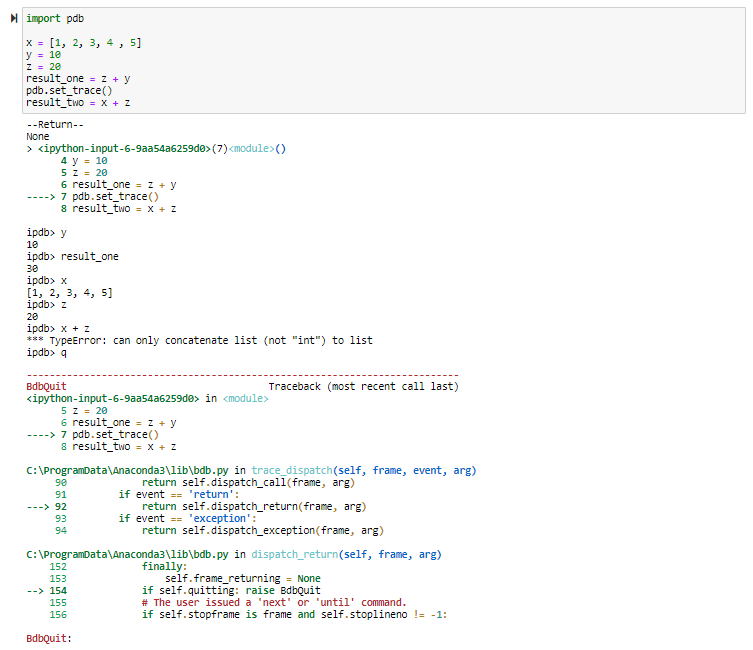 import pdb
x = [1, 2, 3, 4 , 5]
y = 10
z = 20
result_one = z + y
pdb.set_trace()
result_two = x + z
--Return--
None
> <ipython-input-6-9aa54a6259d0>(7)<module>()
      4 y = 10
      5 z = 20
      6 result_one = z + y
----> 7 pdb.set_trace()
      8 result_two = x + z
ipdb> y
10
ipdb> result_one
30
ipdb> x
[1, 2, 3, 4, 5]
ipdb> z
20
ipdb> x + z
*** TypeError: can only concatenate list (not "int") to list
ipdb> q
---------------------------------------------------------------------------
BdbQuit                                   Traceback (most recent call last)
<ipython-input-6-9aa54a6259d0> in <module>
      5 z = 20
      6 result_one = z + y
----> 7 pdb.set_trace()
      8 result_two = x + z
C:\ProgramData\Anaconda3\lib\bdb.py in trace_dispatch(self, frame, event, arg)
     90             return self.dispatch_call(frame, arg)
     91         if event == 'return':
---> 92             return self.dispatch_return(frame, arg)
     93         if event == 'exception':
     94             return self.dispatch_exception(frame, arg)
C:\ProgramData\Anaconda3\lib\bdb.py in dispatch_return(self, frame, arg)
    152             finally:
    153                 self.frame_returning = None
--> 154             if self.quitting: raise BdbQuit
    155             # The user issued a 'next' or 'until' command.
    156             if self.stopframe is frame and self.stoplineno != -1:
BdbQuit: